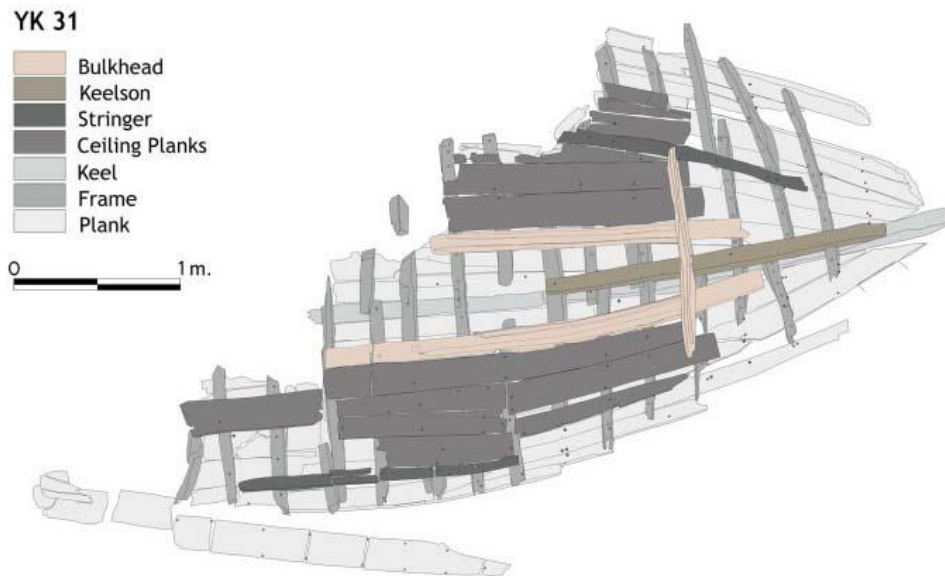 YK 31
Bulkhead
Keelson
Stringer
Ceiling Planks
Keel
Frame
Plank
0 1 m.